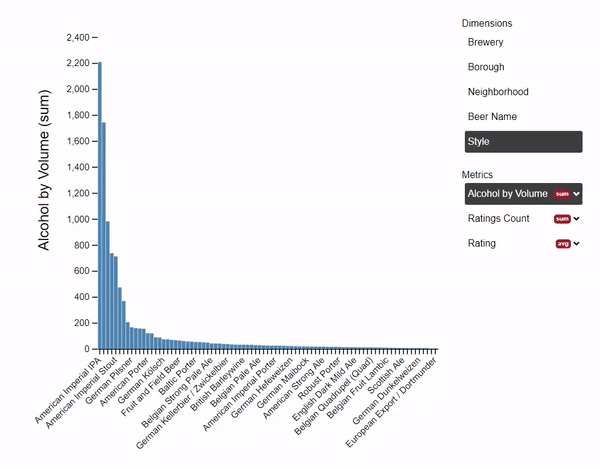 Dimensions
Brewery
Borough
Neighborhood
Beer Name
Style
Metrics
Alcohol by Volume sum
Ratings Count sum
Rating avg
Alcohol by Volume (sum)
2,400
2,200
2,000
1,800
1,600
1,400
1,200
1,000
800
600
400
200
0
American Imperial IPA
American Imperial Stout
German Pilsner
American Porter
German Kölsch
Fruit and Field Beer
Baltic Porter
Belgian Strong Pale Ale
German Kellerbier / Zwickelbier
British Barleywine
Belgian Pale Ale
American Imperial Porter
German Hefeweizen
German Maibock
American Strong Ale
Robust Porter
English Dark Mild Ale
Belgian Quadrupel (Quad)
Belgian Fruit Lambic
Scottish Ale
German Dunkelweizen
European Export / Dortmunder